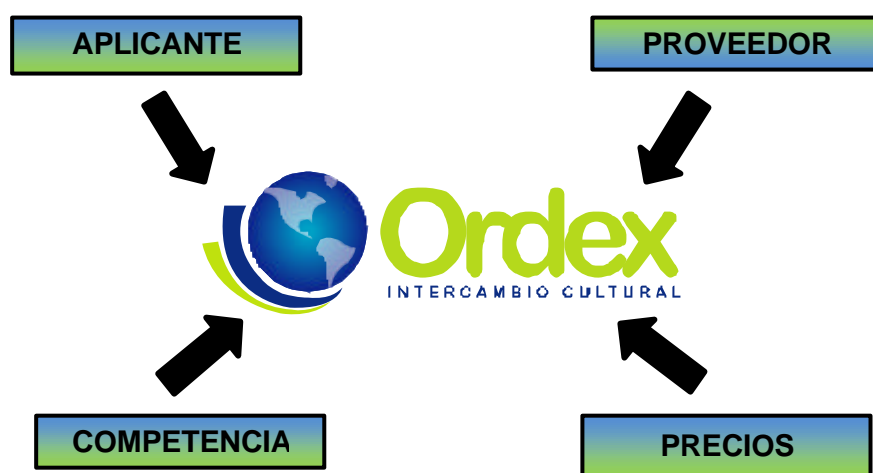 APLICANTE
PROVEEDOR
Ordex
INTERCAMBIO CULTURAL
COMPETENCIA
PRECIOS